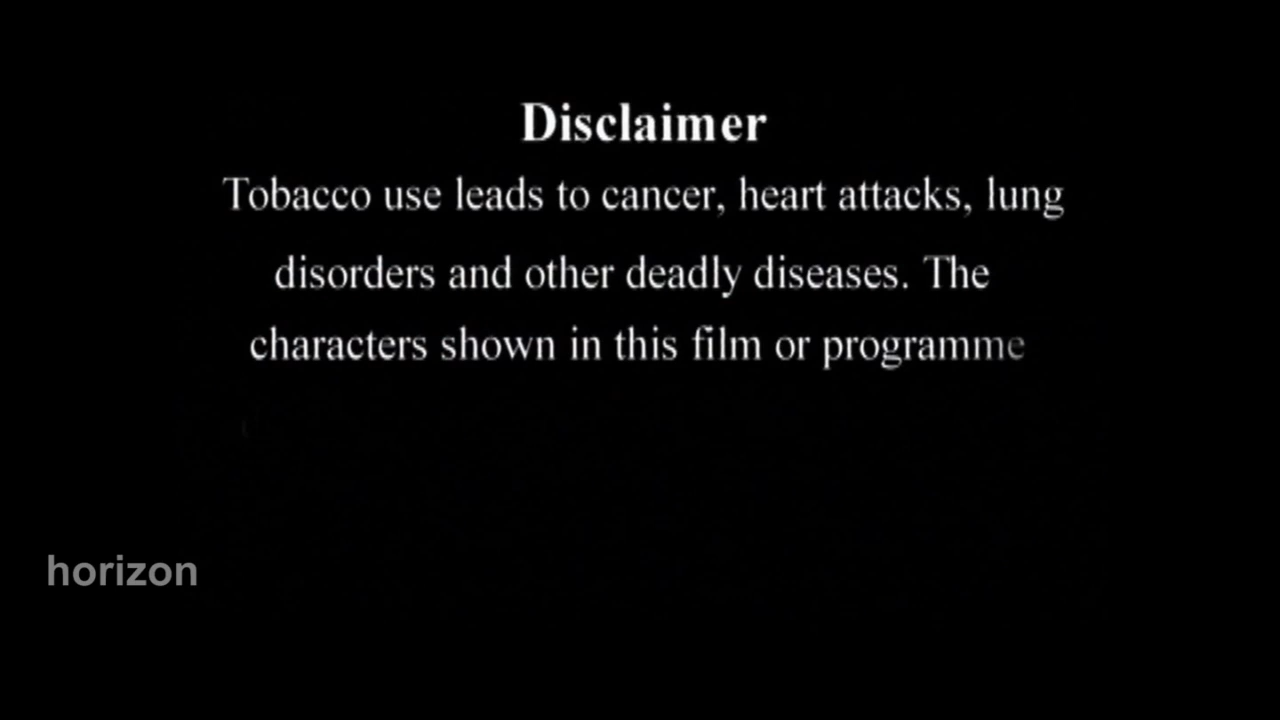 Disclaimer
Tobacco use leads to cancer, heart attacks, lung
disorders and other deadly diseases. The
characters shown in this film or programme
horizon